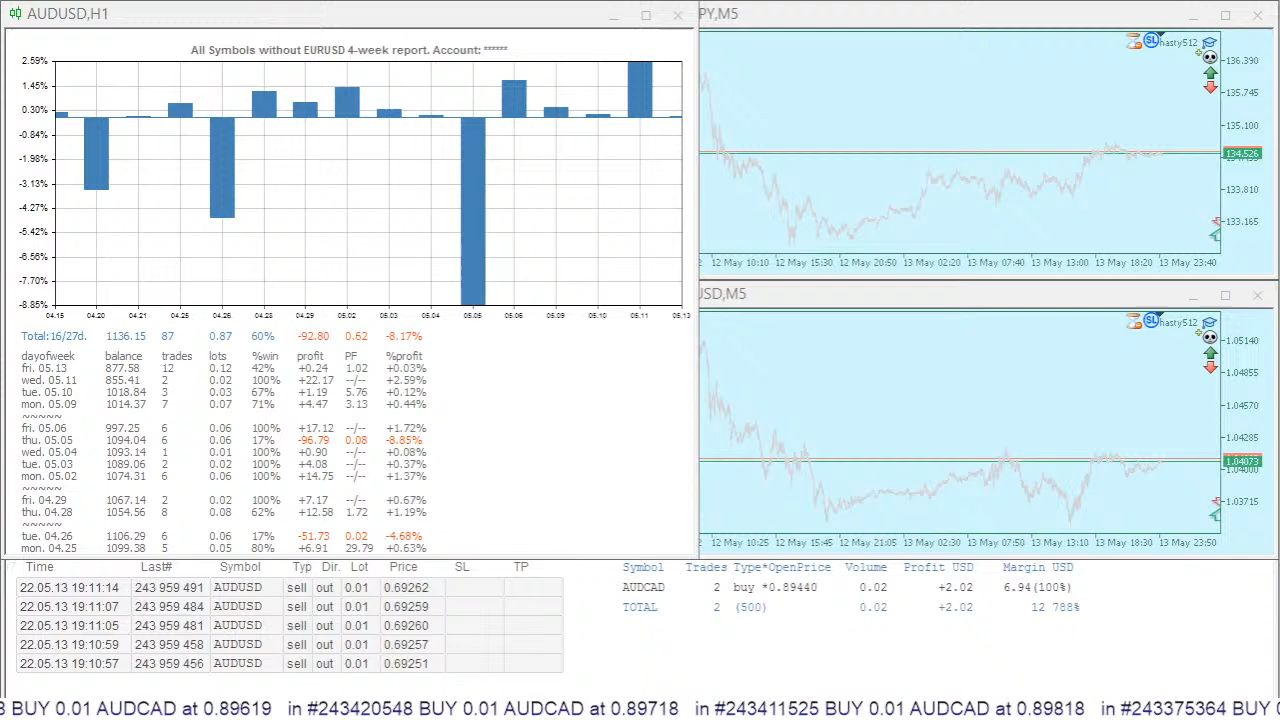 AUDUSD,H1
All Symbols without EURUSD 4-week report. Account: ******
2.59%
1.45%
0.30%
-0.84%
-1.98%
-3.13%
-4.27%
-5.42%
-6.56%
-7.70%
-8.85%
04.19 04.20 04.21 04.25 04.26 04.28 04.29 05.02 05.03 05.04 05.05 05.06 05.09 05.10 05.11 05.13
Total:16/27d. 1136.15 87 0.87 60% -92.80 0.62 -8.17%
dayofweek balance trades lots %win profit PF %profit
fri. 05.13 877.58 12 0.12 42% +0.24 1.02 +0.03%
wed. 05.11 855.41 2 0.02 100% +22.17 --/-- +2.59%
tue. 05.10 1018.84 3 0.03 67% +1.19 5.76 +0.12%
mon. 05.09 1014.37 7 0.07 71% +4.47 3.13 +0.44%
~~~~~
fri. 05.06 997.25 6 0.06 100% +17.12 --/-- +1.72%
thu. 05.05 1094.04 6 0.06 17% -96.79 0.08 -8.85%
wed. 05.04 1093.14 1 0.01 100% +0.90 --/-- +0.08%
tue. 05.03 1089.06 2 0.02 100% +4.08 --/-- +0.37%
mon. 05.02 1074.31 6 0.06 100% +14.75 --/-- +1.37%
~~~~~
fri. 04.29 1067.14 2 0.02 100% +7.17 --/-- +0.67%
thu. 04.28 1054.56 8 0.08 62% +12.58 1.72 +1.19%
~~~~~
tue. 04.26 1106.29 6 0.06 17% -51.73 0.02 -4.68%
mon. 04.25 1099.38 5 0.05 80% +6.91 29.79 +0.63%
PY,M5
SL hasty512
136.390
135.745
135.100
134.526
133.810
133.165
12 May 10:10 12 May 15:30 12 May 20:50 13 May 02:20 13 May 07:40 13 May 13:00 13 May 18:20 13 May 23:40
USD,M5
SL hasty512
1.05140
1.04855
1.04570
1.04285
1.04073
1.04000
1.03715
12 May 10:25 12 May 15:45 12 May 21:05 13 May 02:30 13 May 07:50 13 May 13:10 13 May 18:30 13 May 23:50
Time Last# Symbol Typ Dir. Lot Price SL TP
22.05.13 19:11:14 243 959 491 AUDUSD sell out 0.01 0.69262
22.05.13 19:11:07 243 959 484 AUDUSD sell out 0.01 0.69259
22.05.13 19:11:05 243 959 481 AUDUSD sell out 0.01 0.69260
22.05.13 19:10:59 243 959 458 AUDUSD sell out 0.01 0.69257
22.05.13 19:10:57 243 959 456 AUDUSD sell out 0.01 0.69251
Symbol Trades Type*OpenPrice Volume Profit USD Margin USD
AUDCAD 2 buy *0.89440 0.02 +2.02 6.94(100%)
TOTAL 2 (500) 0.02 +2.02 12 788%
3 BUY 0.01 AUDCAD at 0.89619 in #243420548 BUY 0.01 AUDCAD at 0.89718 in #243411525 BUY 0.01 AUDCAD at 0.89818 in #243375364 BUY